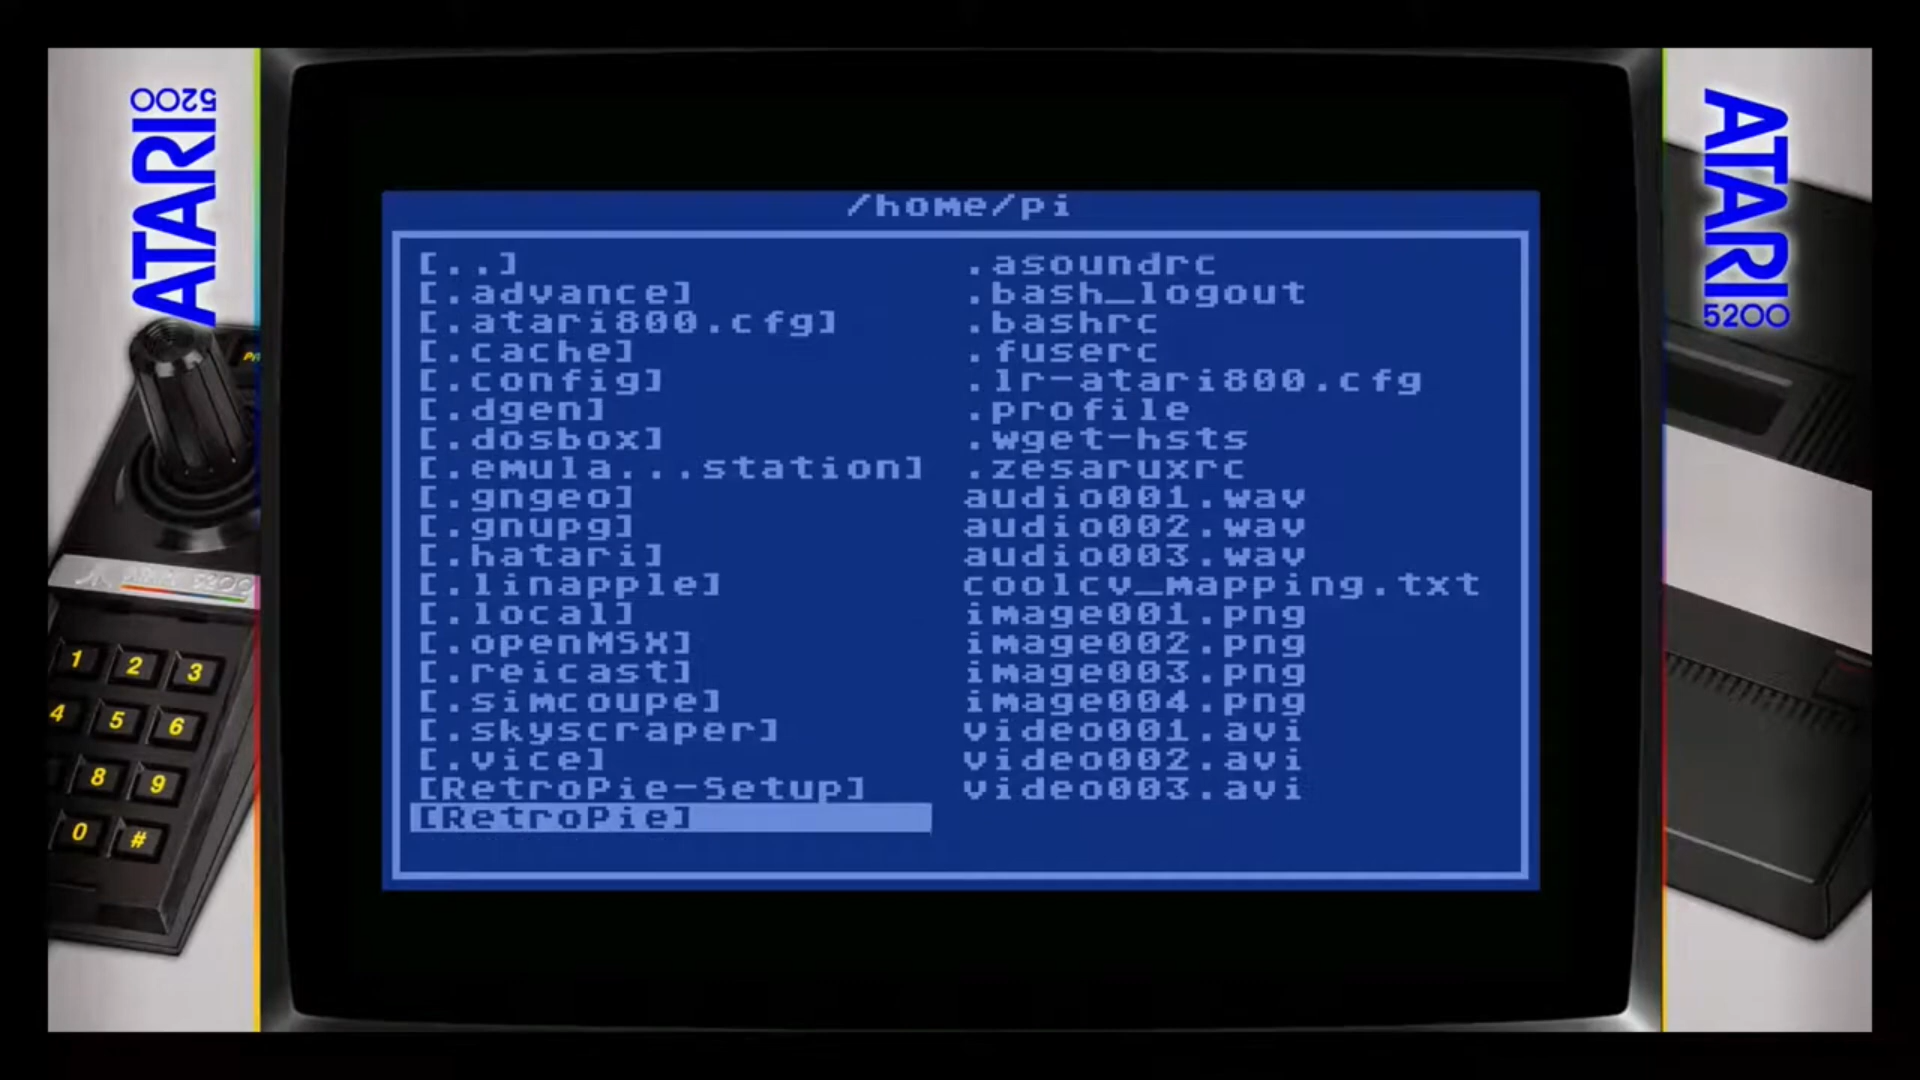 ATARI 5200
ATARI 5200
/home/pi
[..]
[.advance]
[.atari800.cfg]
[.cache]
[.config]
[.dgen]
[.dosbox]
[.emula...station]
[.gngeo]
[.gnupg]
[.hatari]
[.linapple]
[.local]
[.openMSX]
[.reicast]
[.simcoupe]
[.skyscraper]
[.vice]
[RetroPie-Setup]
[RetroPie]
.asoundrc
.bash_logout
.bashrc
.fuserc
.lr-atari800.cfg
.profile
.wget-hsts
.zesaruxrc
audio001.wav
audio002.wav
audio003.wav
coolcv_mapping.txt
image001.png
image002.png
image003.png
image004.png
video001.avi
video002.avi
video003.avi
ATARI 5200
1 2 3
4 5 6
8 9
0 #